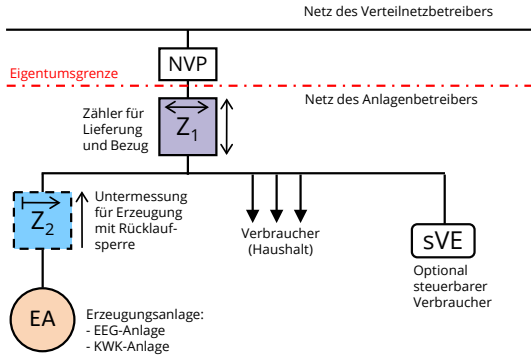 Netz des Verteilnetzbetreibers
NVP
Eigentumsgrenze
Netz des Anlagenbetreibers
Zähler für
Lieferung
und Bezug
Z1
Z2
Untermessung
für Erzeugung
mit Rücklauf-
sperre
Verbraucher
(Haushalt)
sVE
Optional
steuerbarer
Verbraucher
EA
Erzeugungsanlage:
- EEG-Anlage
- KWK-Anlage